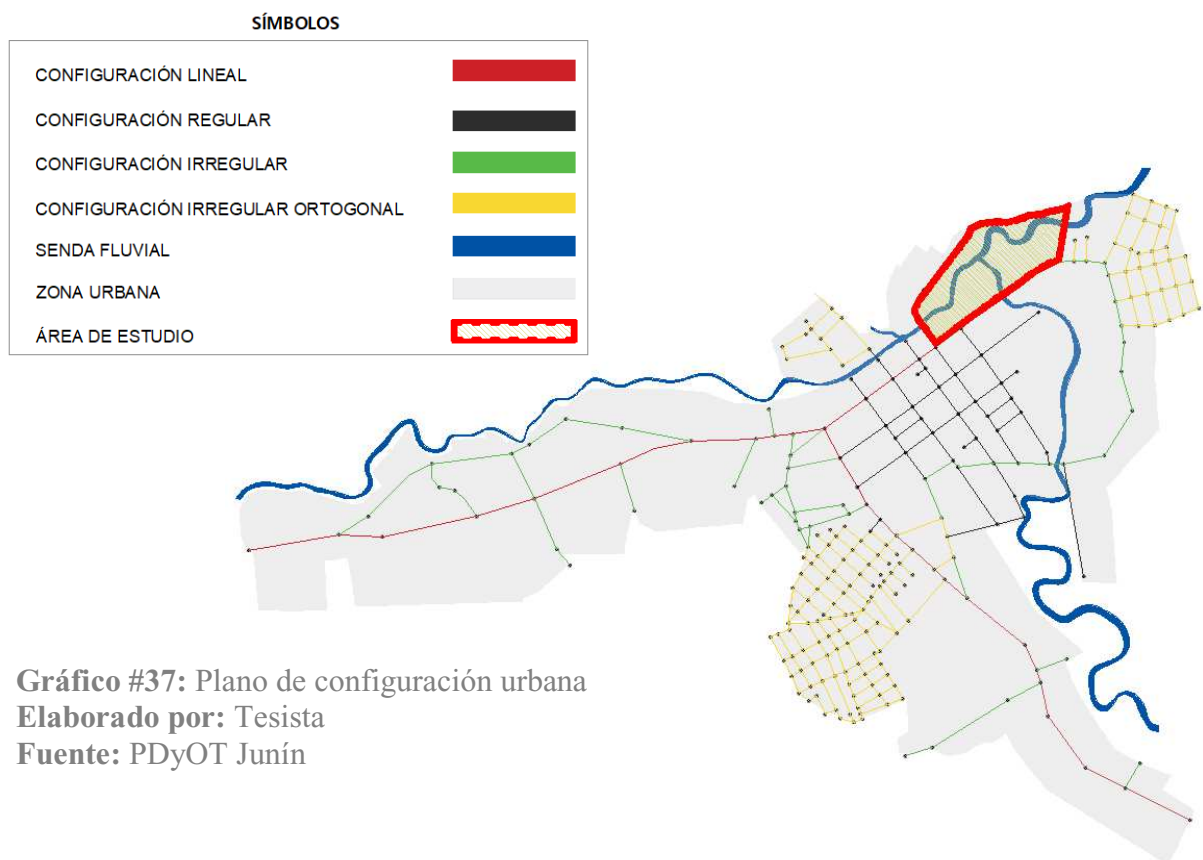 SÍMBOLOS
CONFIGURACIÓN LINEAL
CONFIGURACIÓN REGULAR
CONFIGURACIÓN IRREGULAR
CONFIGURACIÓN IRREGULAR ORTOGONAL
SENDA FLUVIAL
ZONA URBANA
ÁREA DE ESTUDIO
Gráfico #37: Plano de configuración urbana
Elaborado por: Tesista
Fuente: PDyOT Junín